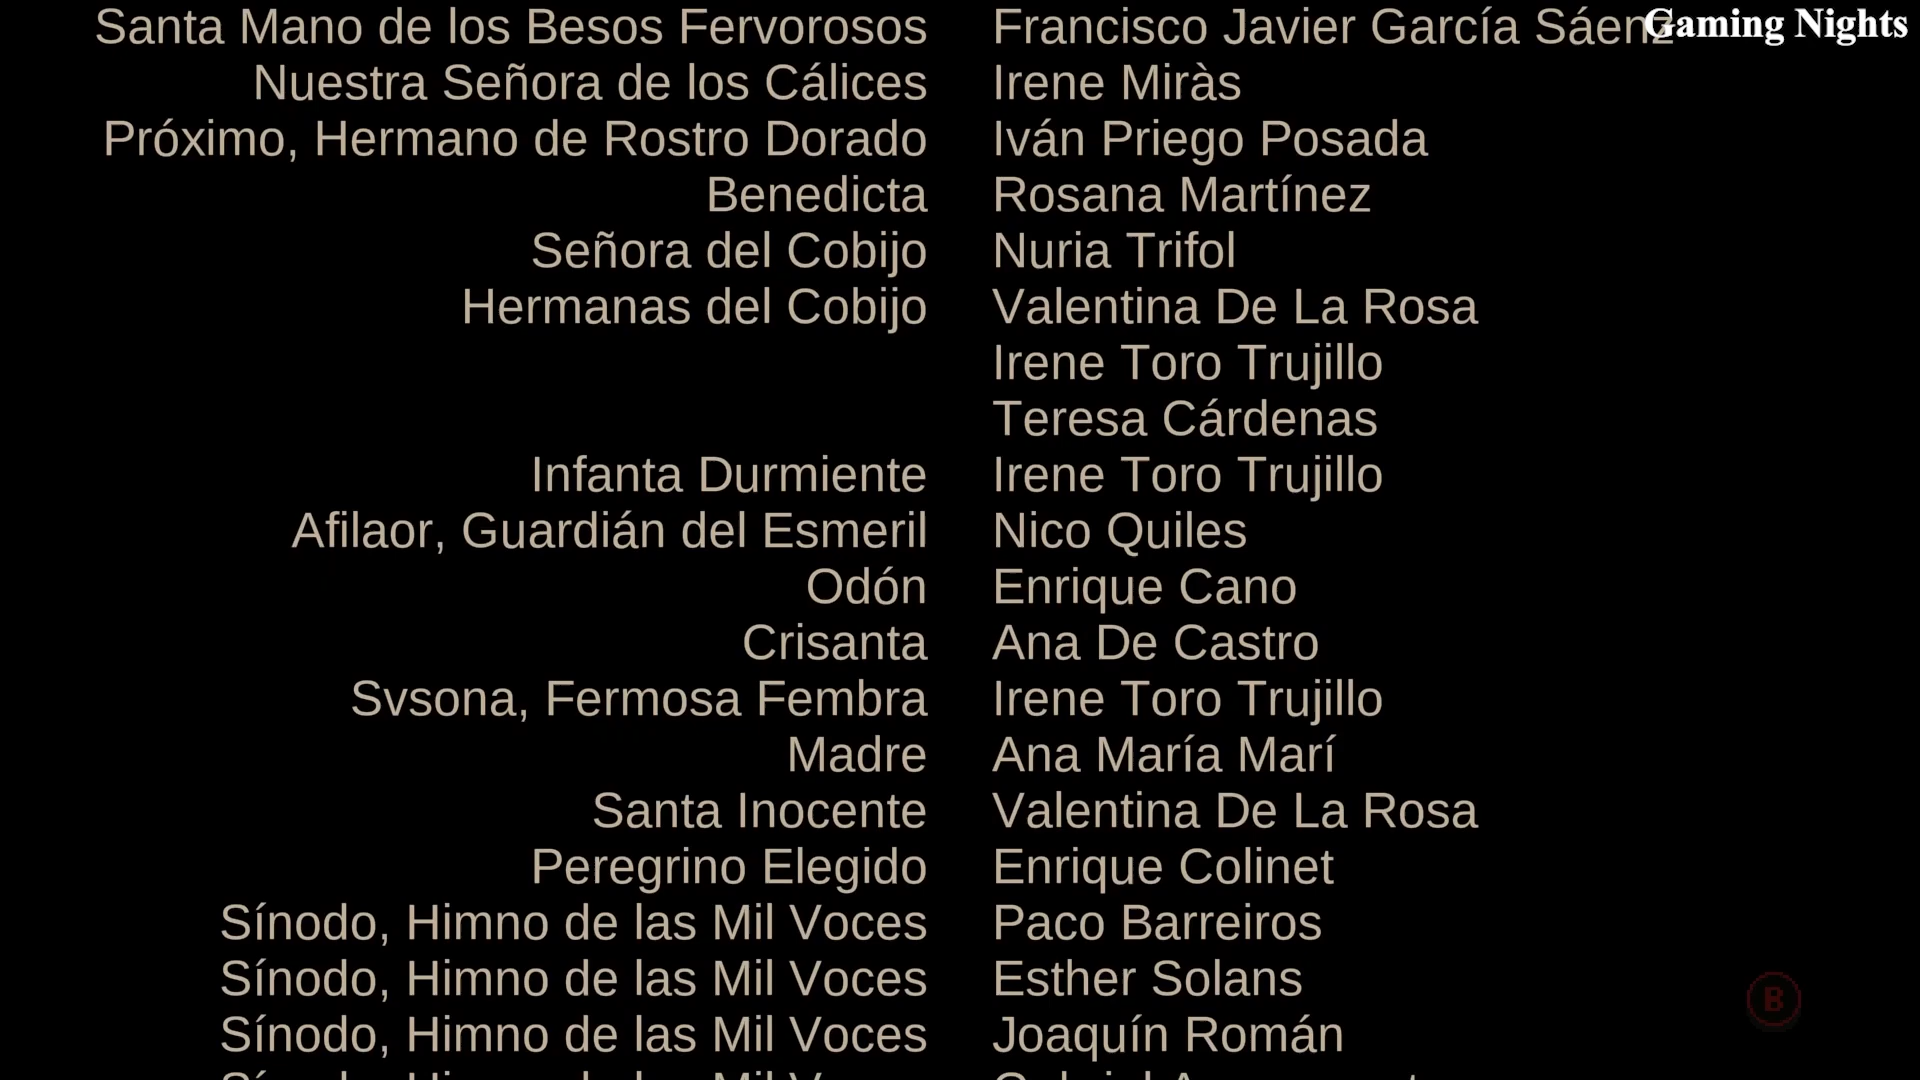 Santa Mano de los Besos Fervorosos Francisco Javier García Sáenz
Gaming Nights
Nuestra Señora de los Cálices Irene Miràs
Próximo, Hermano de Rostro Dorado Iván Priego Posada
Benedicta Rosana Martínez
Señora del Cobijo Nuria Trifol
Hermanas del Cobijo Valentina De La Rosa
Irene Toro Trujillo
Teresa Cárdenas
Infanta Durmiente Irene Toro Trujillo
Afilaor, Guardián del Esmeril Nico Quiles
Odón Enrique Cano
Crisanta Ana De Castro
Svsona, Fermosa Fembra Irene Toro Trujillo
Madre Ana María Marí
Santa Inocente Valentina De La Rosa
Peregrino Elegido Enrique Colinet
Sínodo, Himno de las Mil Voces Paco Barreiros
Sínodo, Himno de las Mil Voces Esther Solans
Sínodo, Himno de las Mil Voces Joaquín Román
B